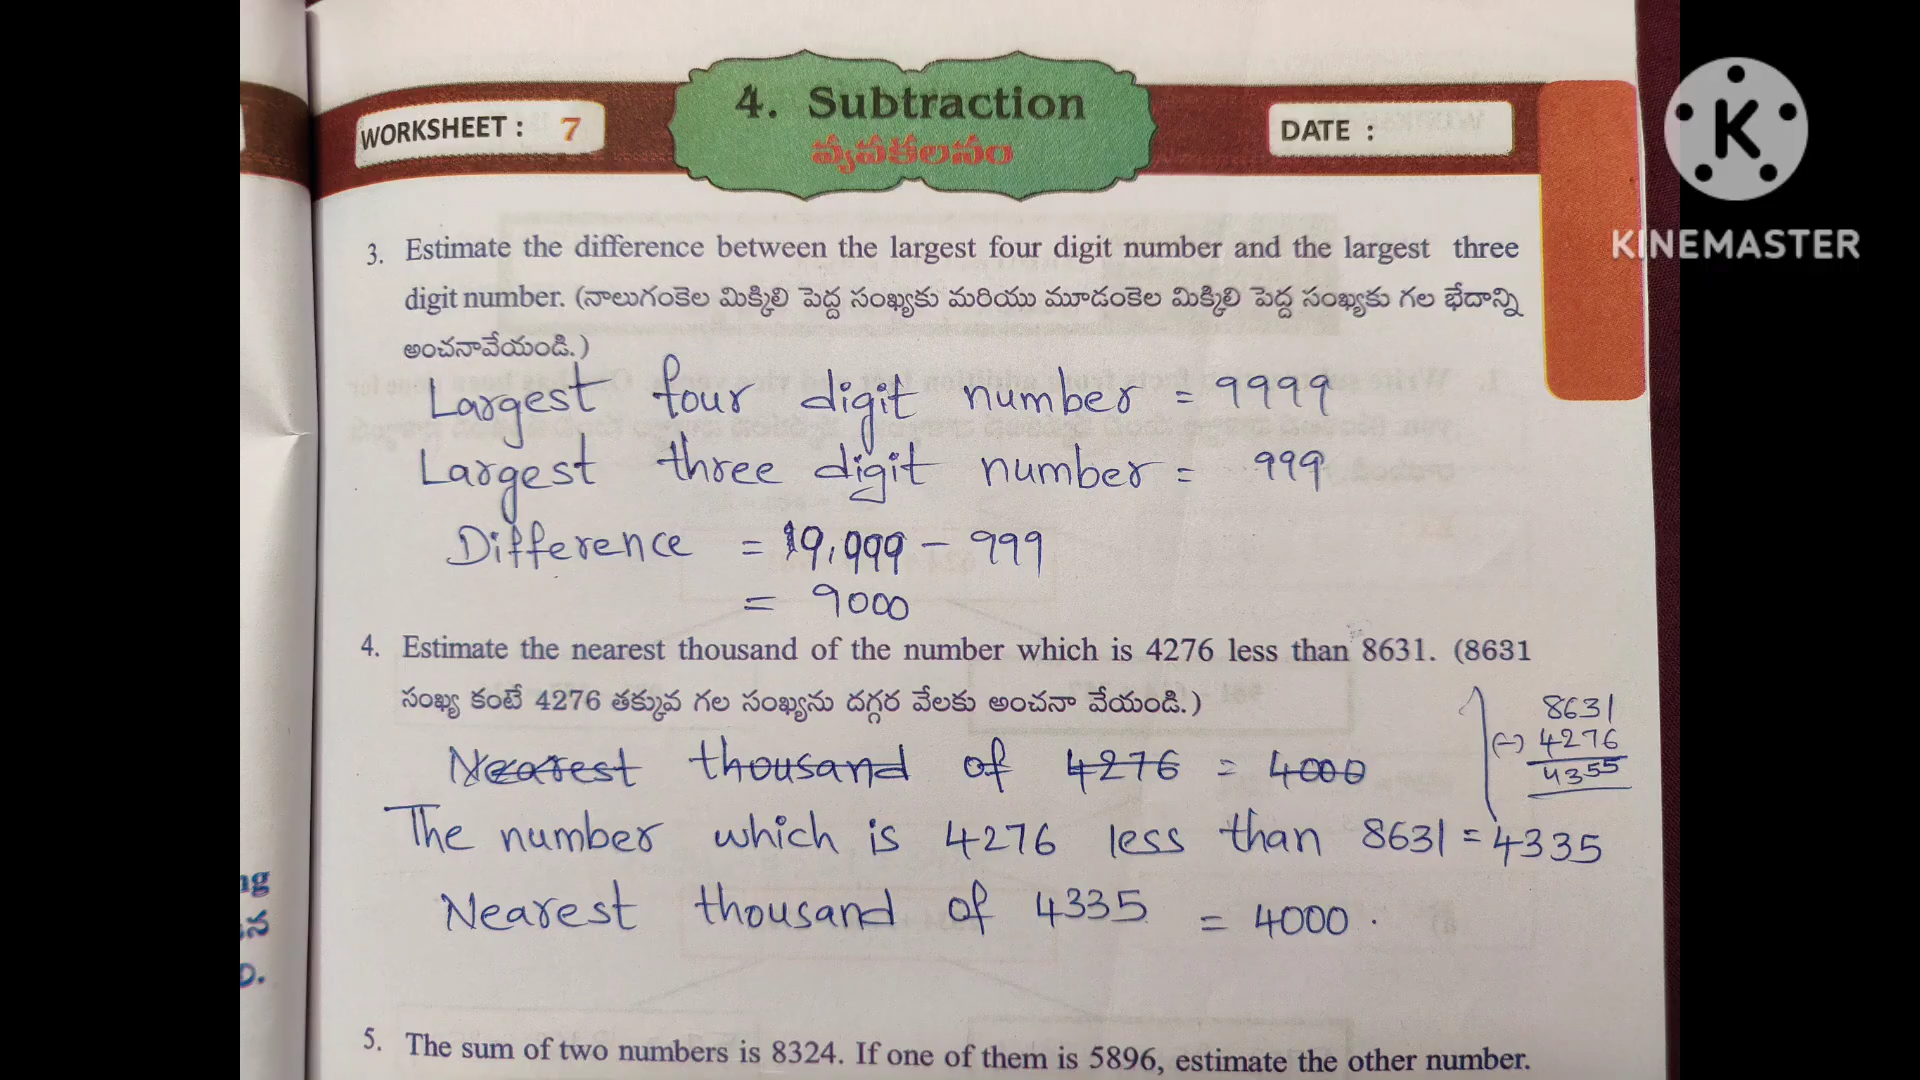 4. Subtraction
వ్యవకలనం
WORKSHEET : 7
DATE :
K
KINEMASTER
3. Estimate the difference between the largest four digit number and the largest three
digit number. (నాలుగంకెల మిక్కిలి పెద్ద సంఖ్యకు మరియు మూడంకెల మిక్కిలి పెద్ద సంఖ్యకు గల భేదాన్ని
అంచనావేయండి.)
Largest four digit number = 9999
Largest three digit number = 999
Difference = 9,999 - 999
= 9000
4. Estimate the nearest thousand of the number which is 4276 less than 8631. (8631
సంఖ్య కంటే 4276 తక్కువ గల సంఖ్యను దగ్గర వేలకు అంచనా వేయండి.)
8631
(-) 4276
4355
Nearest thousand of 4276 = 4000
The number which is 4276 less than 8631 = 4335
Nearest thousand of 4335 = 4000.
ng
న
5. The sum of two numbers is 8324. If one of them is 5896, estimate the other number.